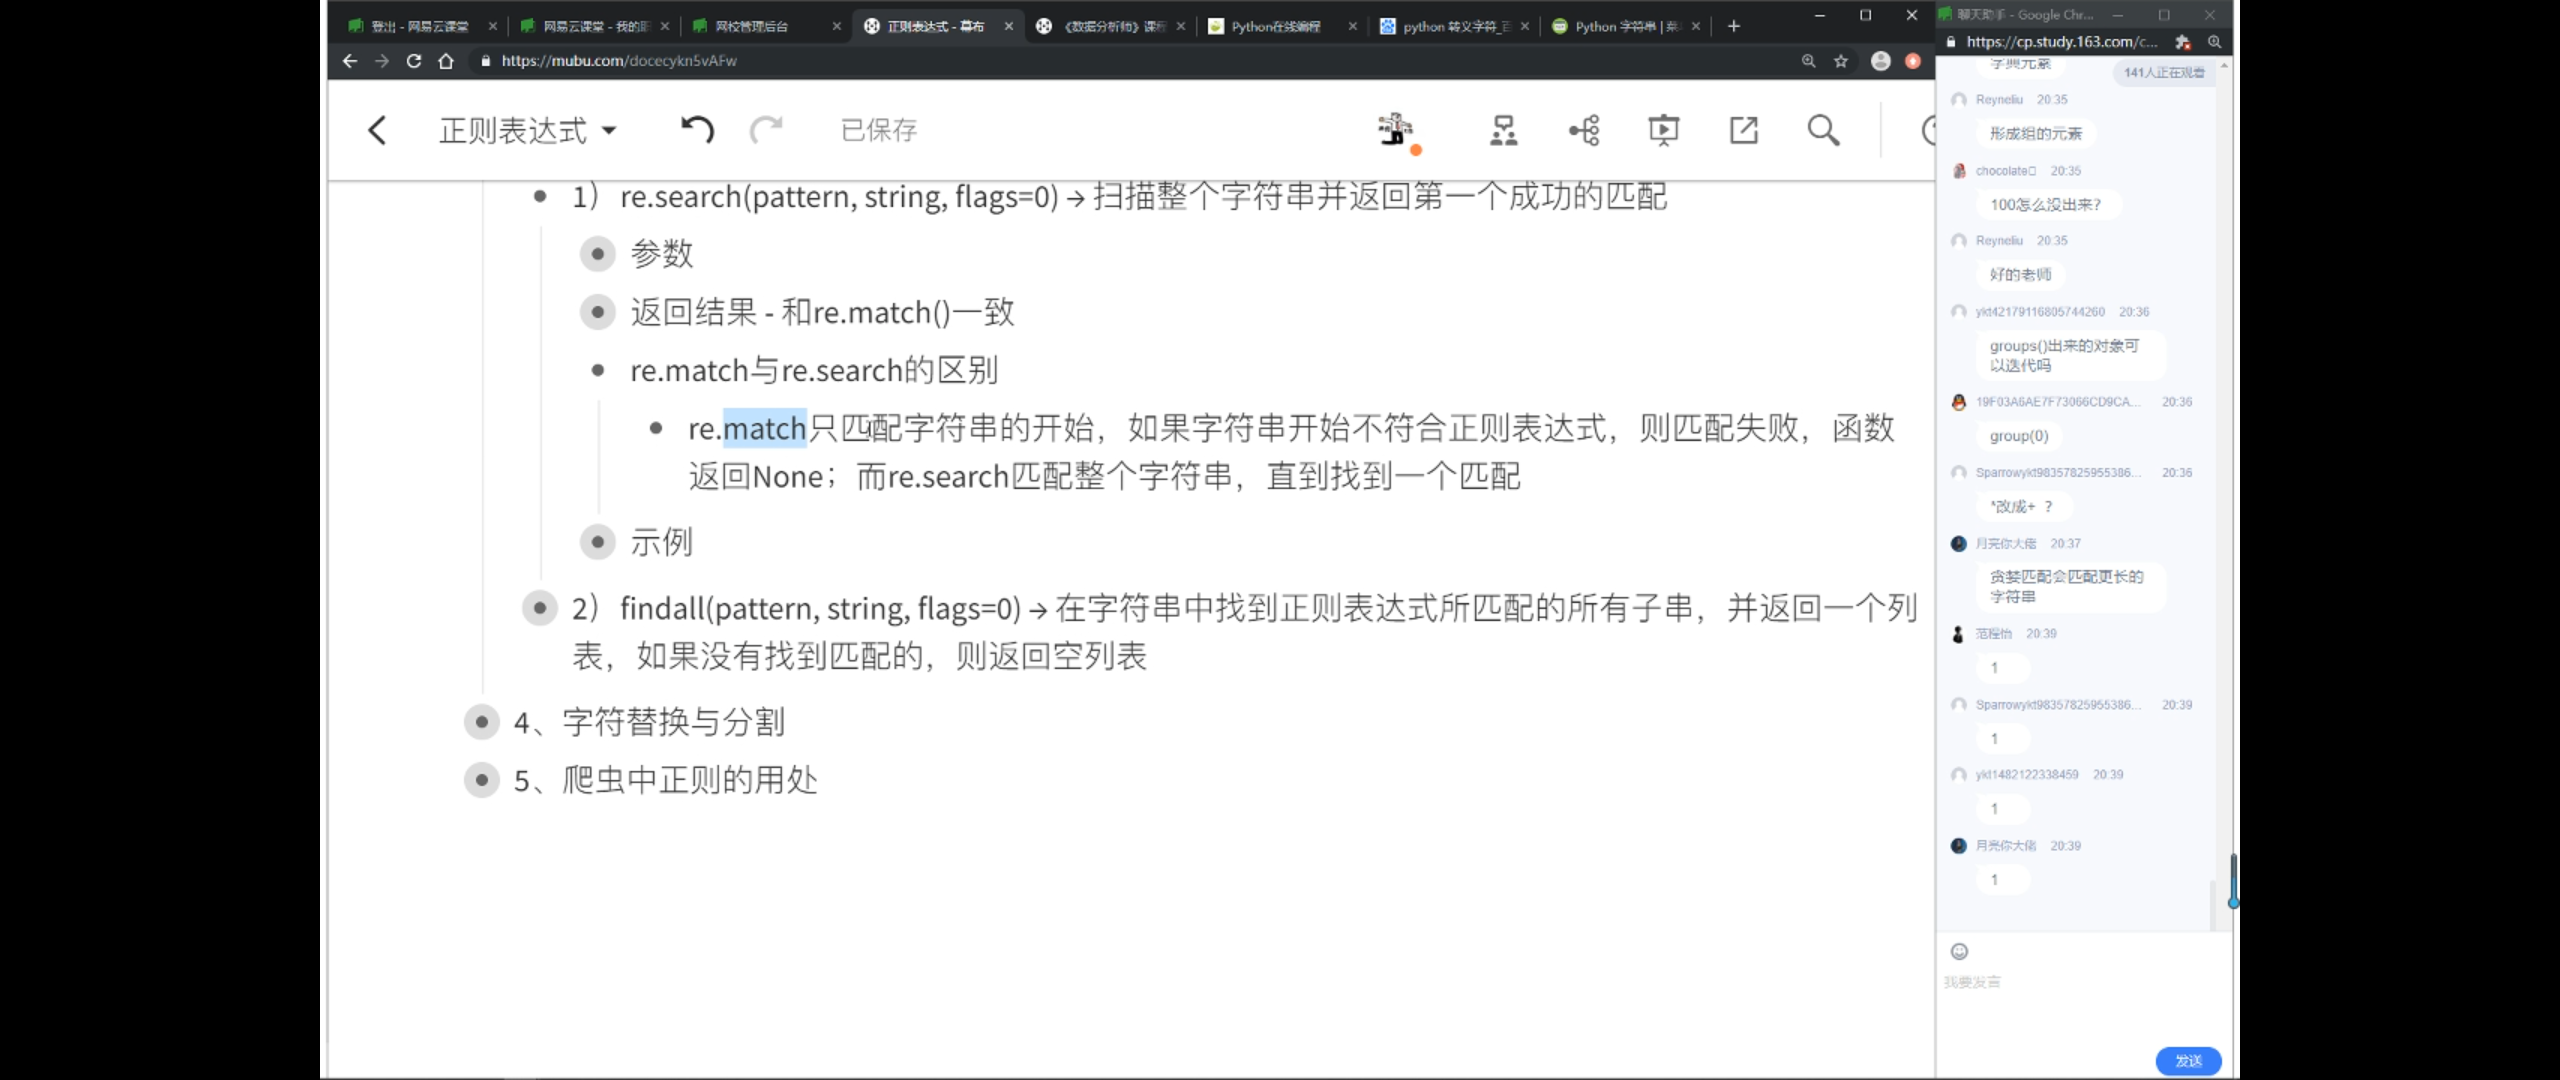 登出 - 网易云课堂
网易云课堂 - 我的
网校管理后台
正则表达式 - 幕布
《数据分析师》课程
Python在线编程
python 转义字符_百
Python 字符串 | 菜
https://mubu.com/docecykn5vAFw
正则表达式
已保存
1）re.search(pattern, string, flags=0) → 扫描整个字符串并返回第一个成功的匹配
参数
返回结果 - 和re.match()一致
re.match与re.search的区别
re.match只匹配字符串的开始，如果字符串开始不符合正则表达式，则匹配失败，函数
返回None；而re.search匹配整个字符串，直到找到一个匹配
示例
2）findall(pattern, string, flags=0) → 在字符串中找到正则表达式所匹配的所有子串，并返回一个列
表，如果没有找到匹配的，则返回空列表
4、字符替换与分割
5、爬虫中正则的用处
聊天助手 - Google Chr...
https://cp.study.163.com/c...
字典元素
141人正在观看
Reyneliu 20:35
形成组的元素
chocolate 20:35
100怎么没出来？
Reyneliu 20:35
好的老师
ykt42179116805744260 20:36
groups()出来的对象可
以迭代吗
19F03A6AE7F73066CD9CA... 20:36
group(0)
Sparrowykt98357825955386... 20:36
*改成+ ？
月亮你大佬 20:37
贪婪匹配会匹配更长的
字符串
范程怡 20:39
1
Sparrowykt98357825955386... 20:39
1
ykt1482122338459 20:39
1
月亮你大佬 20:39
1
我要发言
发送